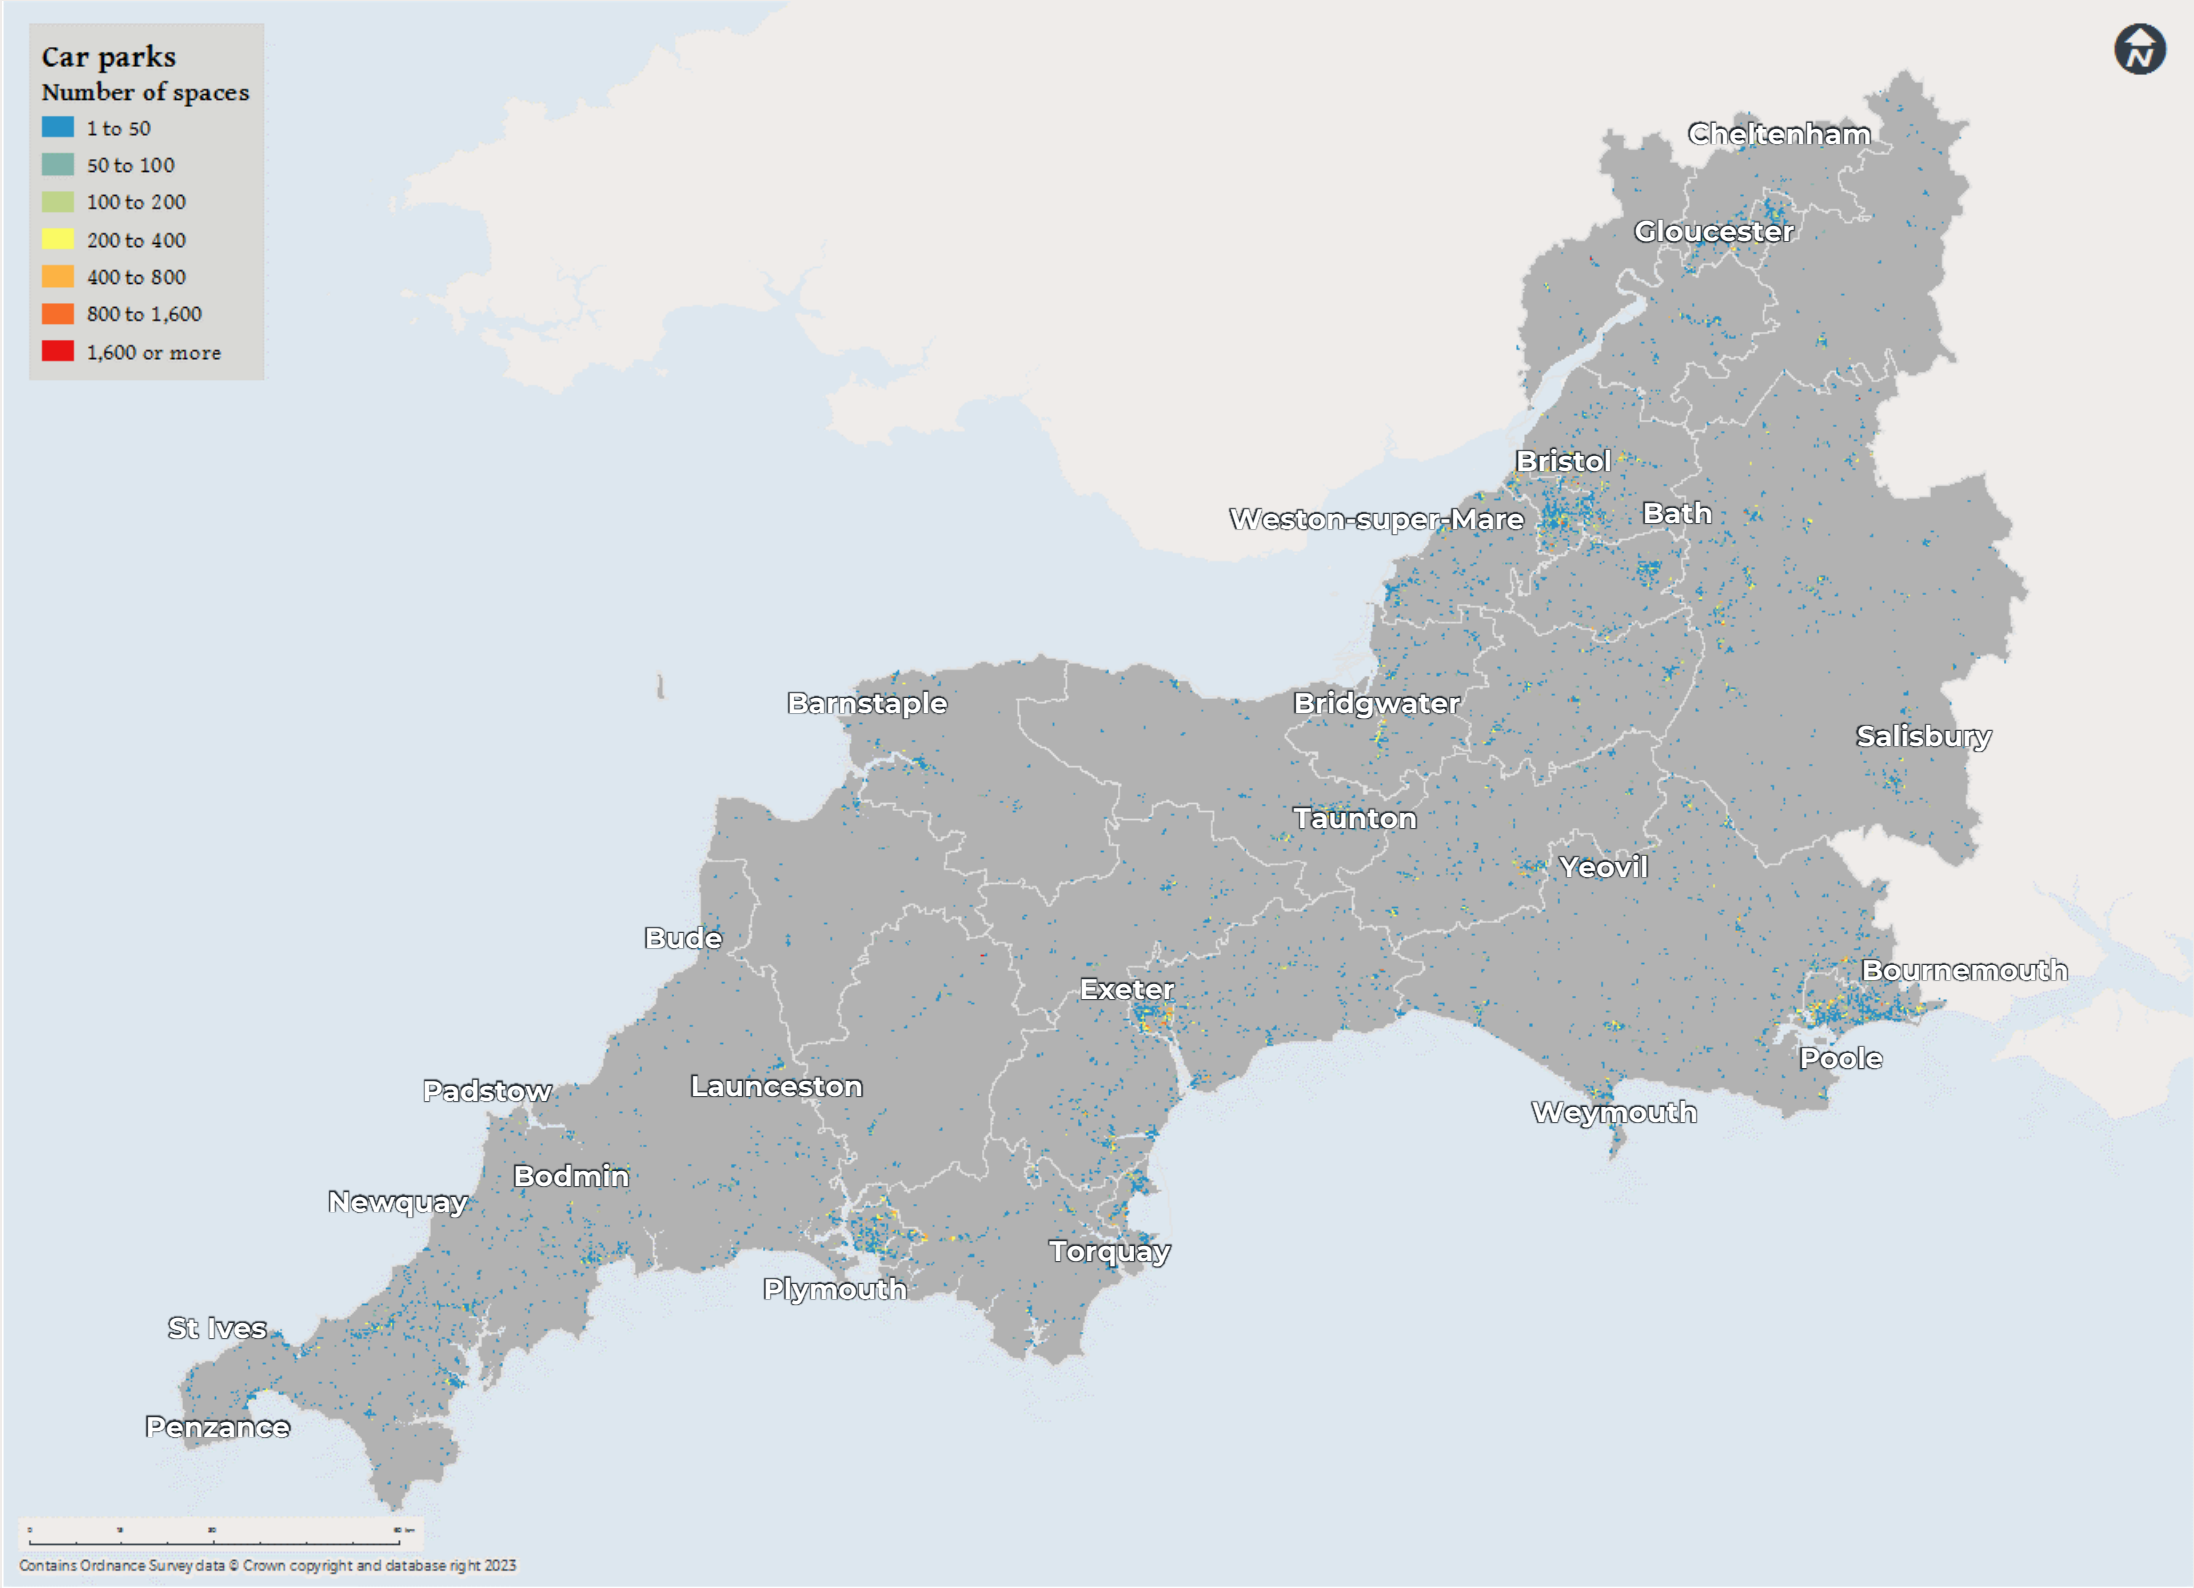 Car parks
Number of spaces
1 to 50
50 to 100
100 to 200
200 to 400
400 to 800
800 to 1,600
1,600 or more
N
Cheltenham
Gloucester
Bristol
Bath
Weston-super-Mare
Barnstaple
Bridgwater
Salisbury
Taunton
Yeovil
Bude
Bournemouth
Exeter
Poole
Launceston
Padstow
Weymouth
Bodmin
Newquay
Torquay
Plymouth
St Ives
Penzance
Contains Ordnance Survey data © Crown copyright and database right 2023